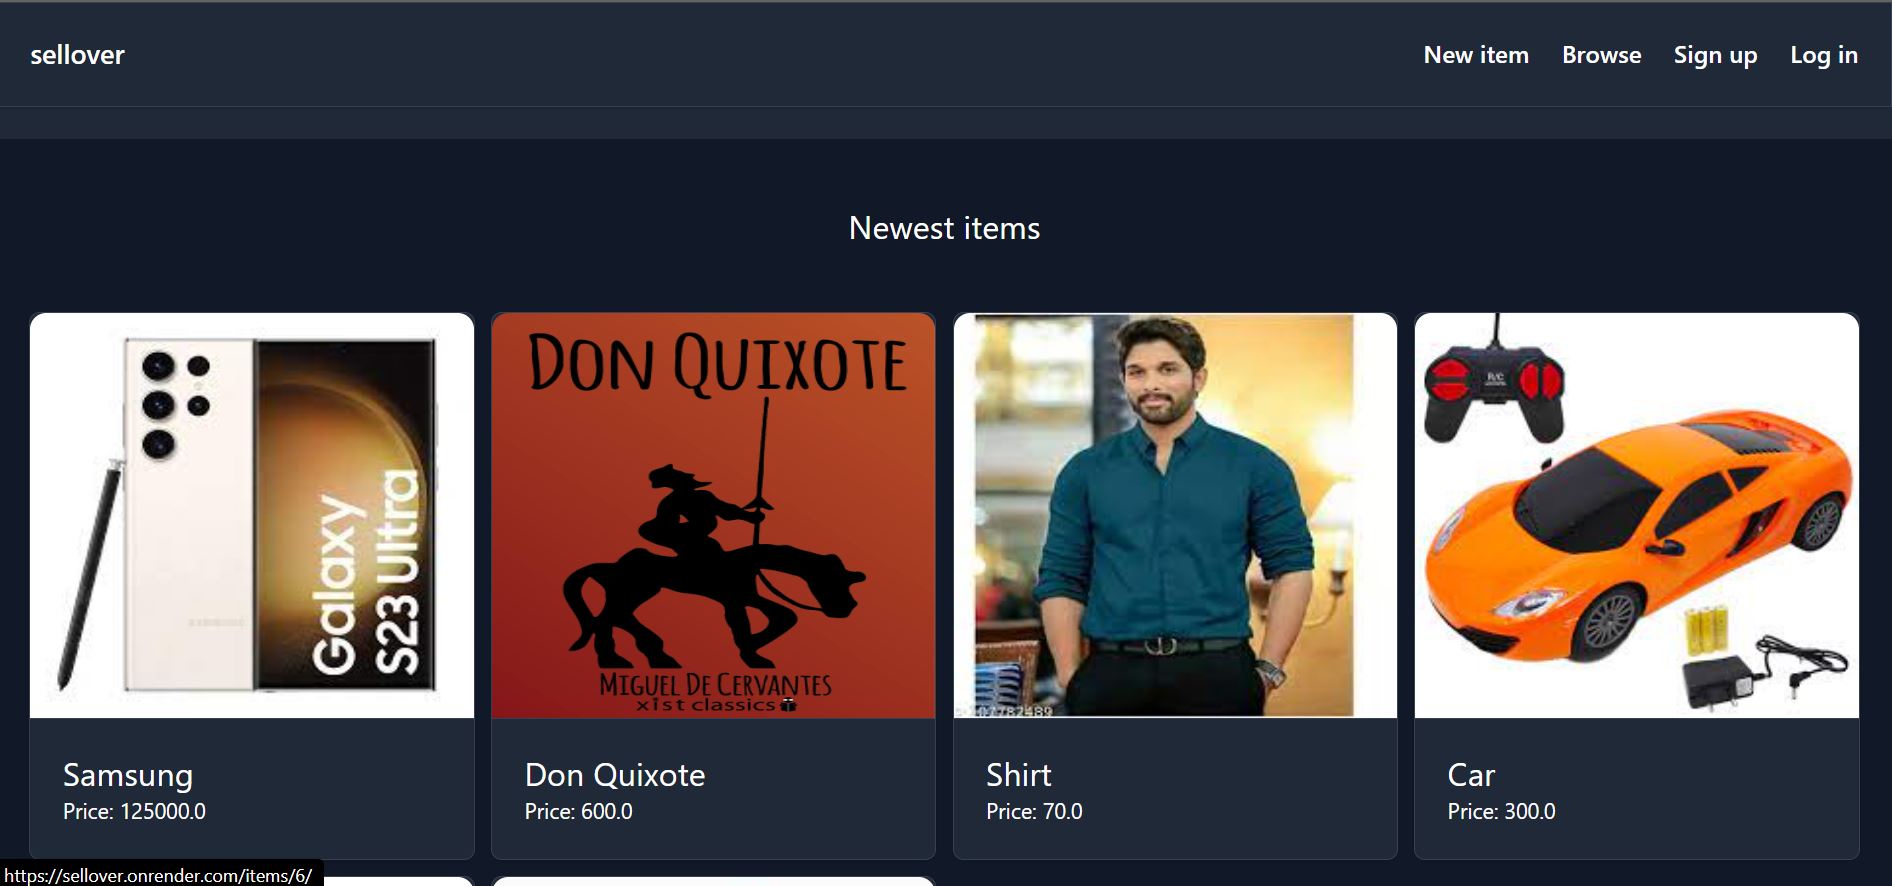 sellover
New item Browse Sign up Log in
Newest items
Galaxy
S23 Ultra
SAMSUNG
DON QUIXOTE
MIGUEL DE CERVANTES
xist classics
R/C
Samsung
Price: 125000.0
Don Quixote
Price: 600.0
Shirt
Price: 70.0
Car
Price: 300.0
https://sellover.onrender.com/items/6/